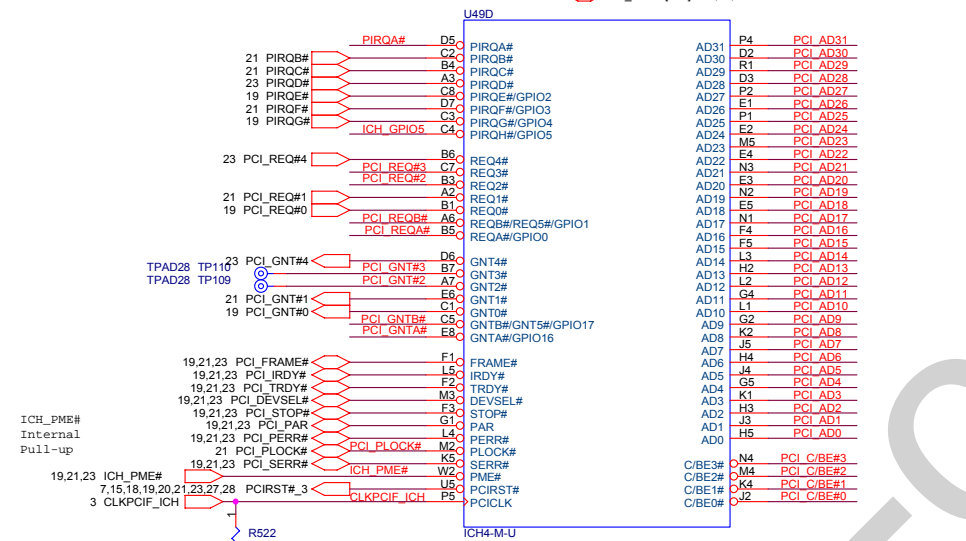 U49D
PIRQA# D5 PIRQA# AD31 P4 PCI_AD31
21 PIRQB# C2 PIRQB# AD30 D2 PCI_AD30
21 PIRQC# B4 PIRQC# AD29 R1 PCI_AD29
23 PIRQD# A3 PIRQD# AD28 D3 PCI_AD28
19 PIRQE# C8 PIRQE#/GPIO2 AD27 P2 PCI_AD27
21 PIRQF# D7 PIRQF#/GPIO3 AD26 E1 PCI_AD26
19 PIRQG# C3 PIRQG#/GPIO4 AD25 P1 PCI_AD25
ICH_GPIO5 C4 PIRQH#/GPIO5 AD24 E2 PCI_AD24
AD23 M5 PCI_AD23
23 PCI_REQ#4 B6 REQ4# AD22 E4 PCI_AD22
PCI_REQ#3 C7 REQ3# AD21 N3 PCI_AD21
PCI_REQ#2 B3 REQ2# AD20 E3 PCI_AD20
21 PCI_REQ#1 A2 REQ1# AD19 N2 PCI_AD19
19 PCI_REQ#0 B1 REQ0# AD18 E5 PCI_AD18
PCI_REQB# A6 REQB#/REQ5#/GPIO1 AD17 N1 PCI_AD17
PCI_REQA# B5 REQA#/GPIO0 AD16 F4 PCI_AD16
AD15 F5 PCI_AD15
23 PCI_GNT#4 D6 GNT4# AD14 L3 PCI_AD14
TPAD28 TP110 PCI_GNT#3 B7 GNT3# AD13 H2 PCI_AD13
TPAD28 TP109 PCI_GNT#2 A7 GNT2# AD12 L2 PCI_AD12
21 PCI_GNT#1 E6 GNT1# AD11 G4 PCI_AD11
19 PCI_GNT#0 C1 GNT0# AD10 L1 PCI_AD10
PCI_GNTB# C5 GNTB#/GNT5#/GPIO17 AD9 G2 PCI_AD9
PCI_GNTA# E8 GNTA#/GPIO16 AD8 K2 PCI_AD8
AD7 J5 PCI_AD7
19,21,23 PCI_FRAME# F1 FRAME# AD6 H4 PCI_AD6
19,21,23 PCI_IRDY# L5 IRDY# AD5 J4 PCI_AD5
19,21,23 PCI_TRDY# F2 TRDY# AD4 G5 PCI_AD4
19,21,23 PCI_DEVSEL# M3 DEVSEL# AD3 K1 PCI_AD3
19,21,23 PCI_STOP# F3 STOP# AD2 H3 PCI_AD2
19,21,23 PCI_PAR G1 PAR AD1 J3 PCI_AD1
19,21,23 PCI_PERR# L4 PERR# AD0 H5 PCI_AD0
21 PCI_PLOCK# PCI_PLOCK# M2 PLOCK#
19,21,23 PCI_SERR# K5 SERR# C/BE3# N4 PCI_C/BE#3
19,21,23 ICH_PME# ICH_PME# W2 PME# C/BE2# M4 PCI_C/BE#2
7,15,18,19,20,21,23,27,28 PCIRST#_3 U5 PCIRST# C/BE1# K4 PCI_C/BE#1
3 CLKPCIF_ICH CLKPCIF_ICH P5 PCICLK C/BE0# J2 PCI_C/BE#0
ICH_PME#
Internal
Pull-up
1
R522
ICH4-M-U